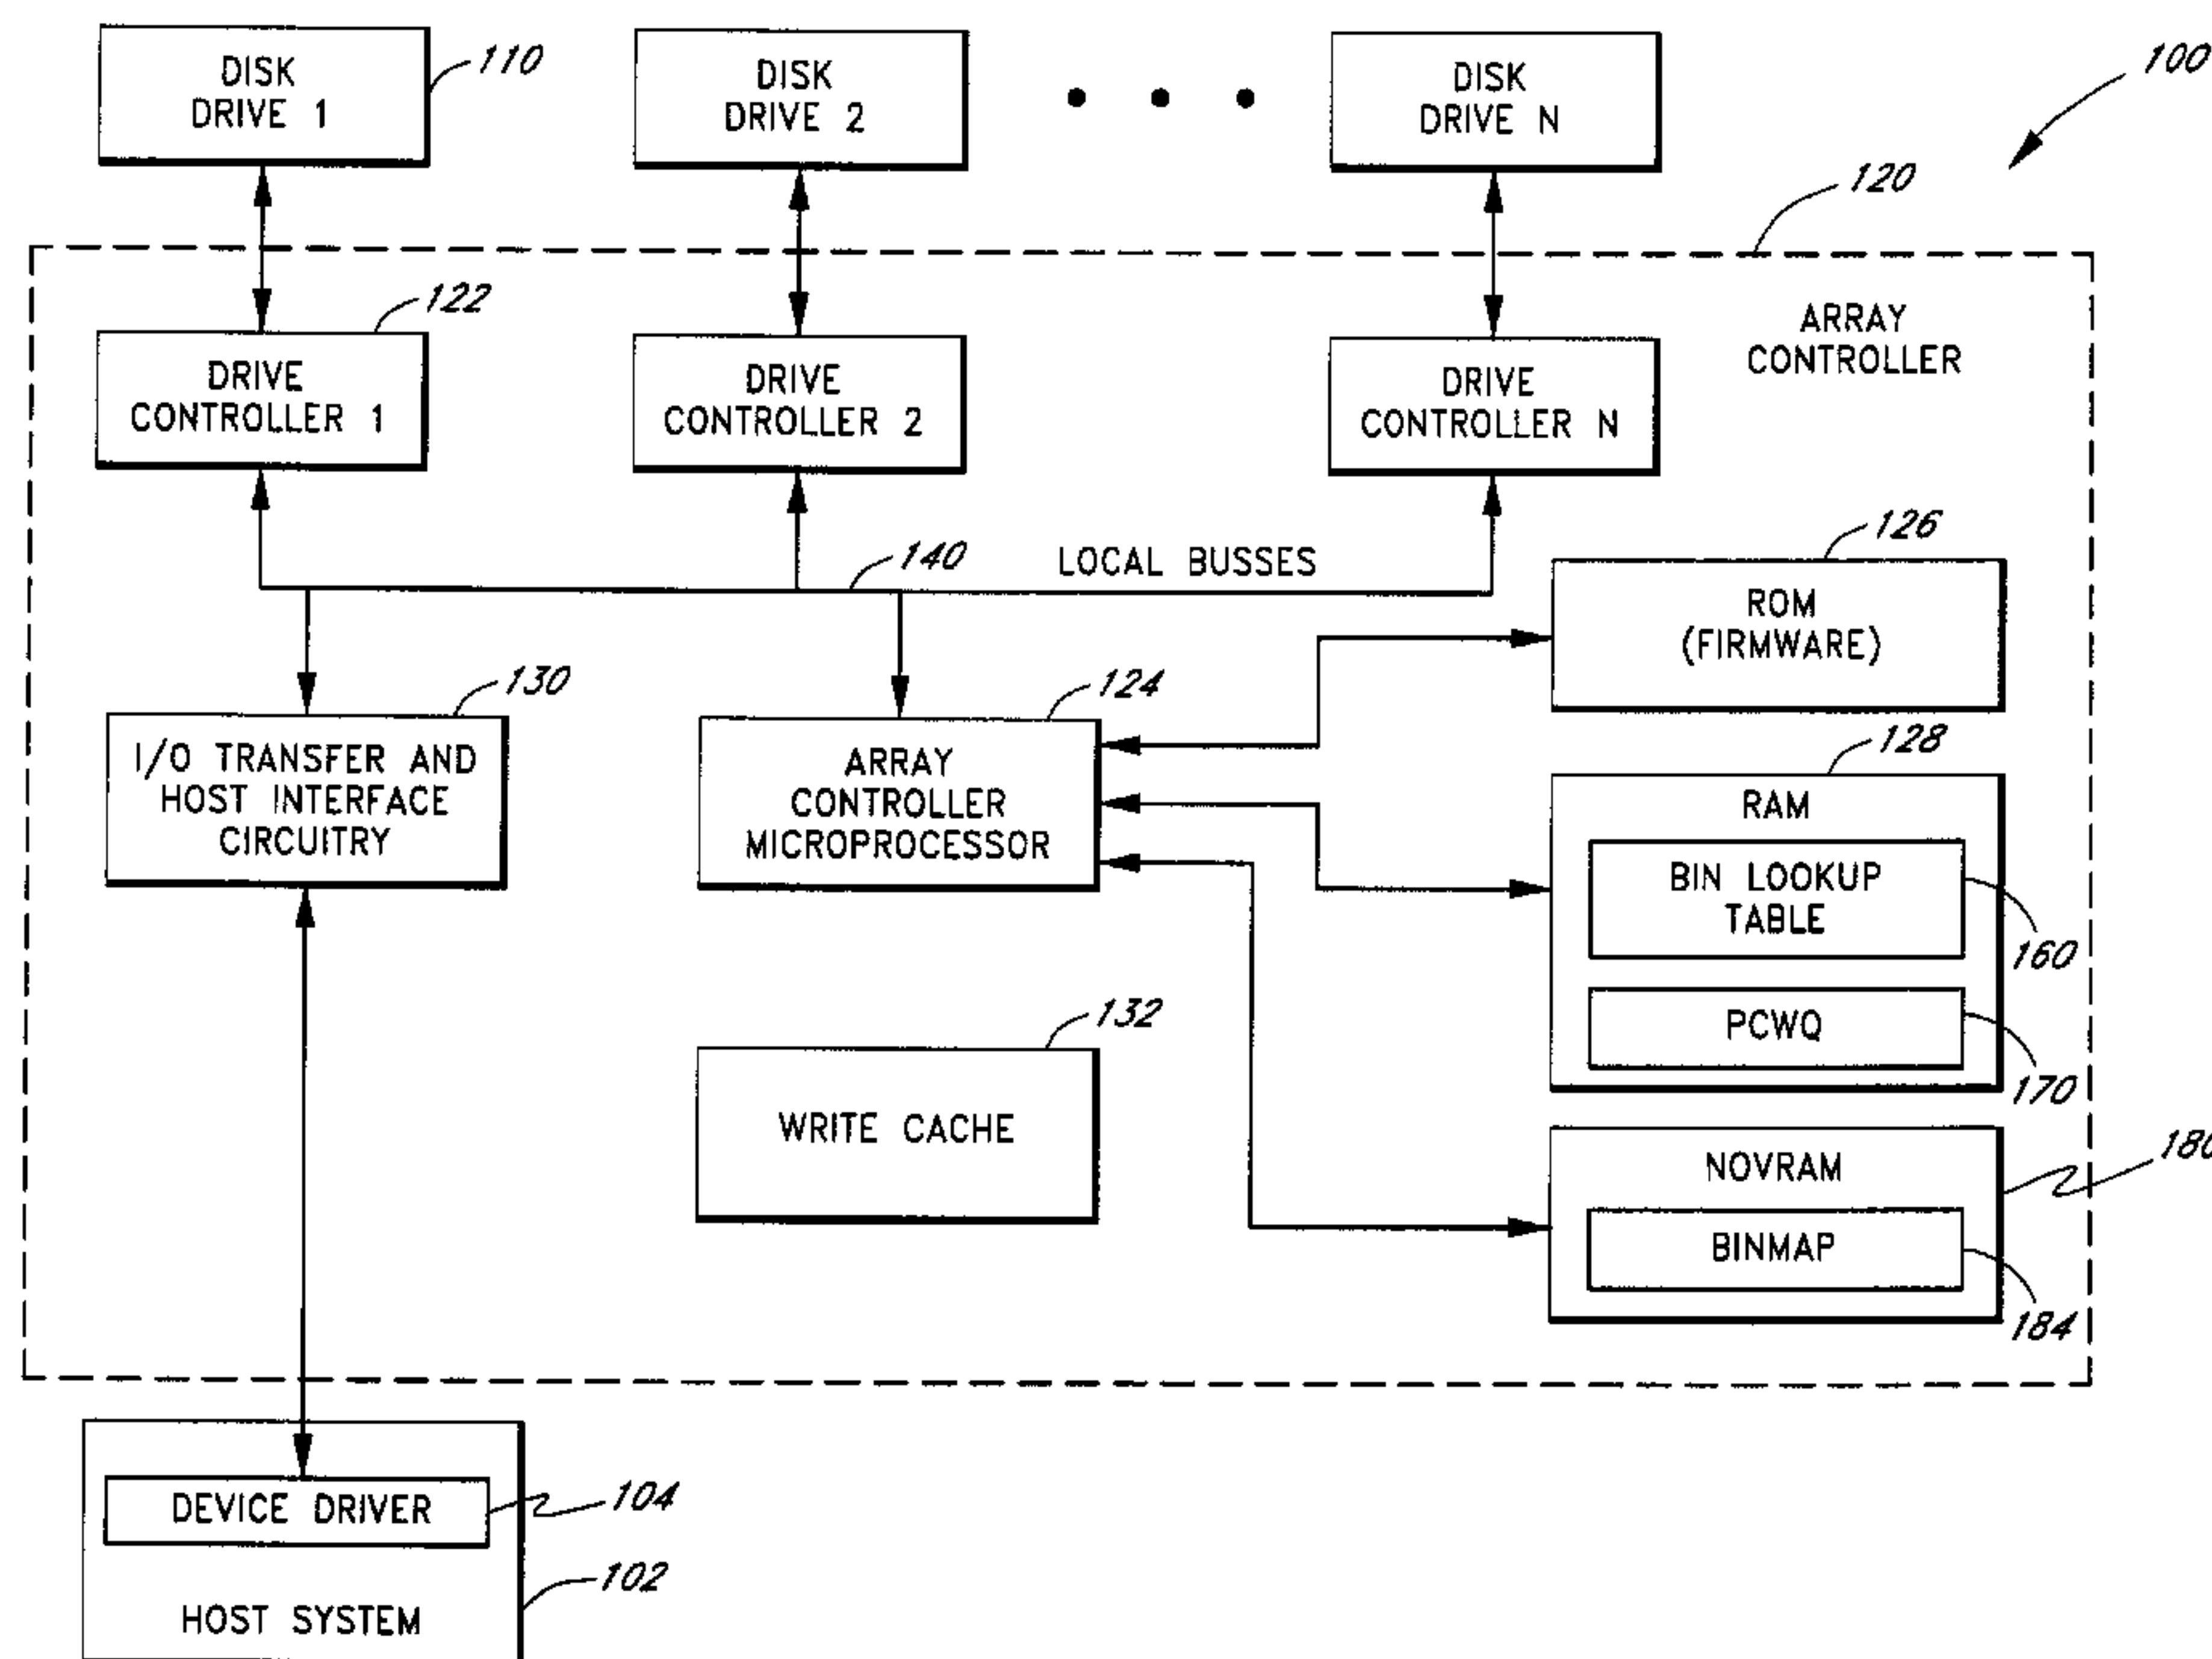 DISK
DRIVE 1
110
DISK
DRIVE 2
DISK
DRIVE N
100
120
ARRAY
CONTROLLER
122
DRIVE
CONTROLLER 1
DRIVE
CONTROLLER 2
DRIVE
CONTROLLER N
140
LOCAL BUSSES
126
ROM
(FIRMWARE)
130
I/O TRANSFER AND
HOST INTERFACE
CIRCUITRY
124
ARRAY
CONTROLLER
MICROPROCESSOR
128
RAM
BIN LOOKUP
TABLE
160
PCWQ
170
132
WRITE CACHE
180
NOVRAM
BINMAP
184
DEVICE DRIVER
104
102
HOST SYSTEM